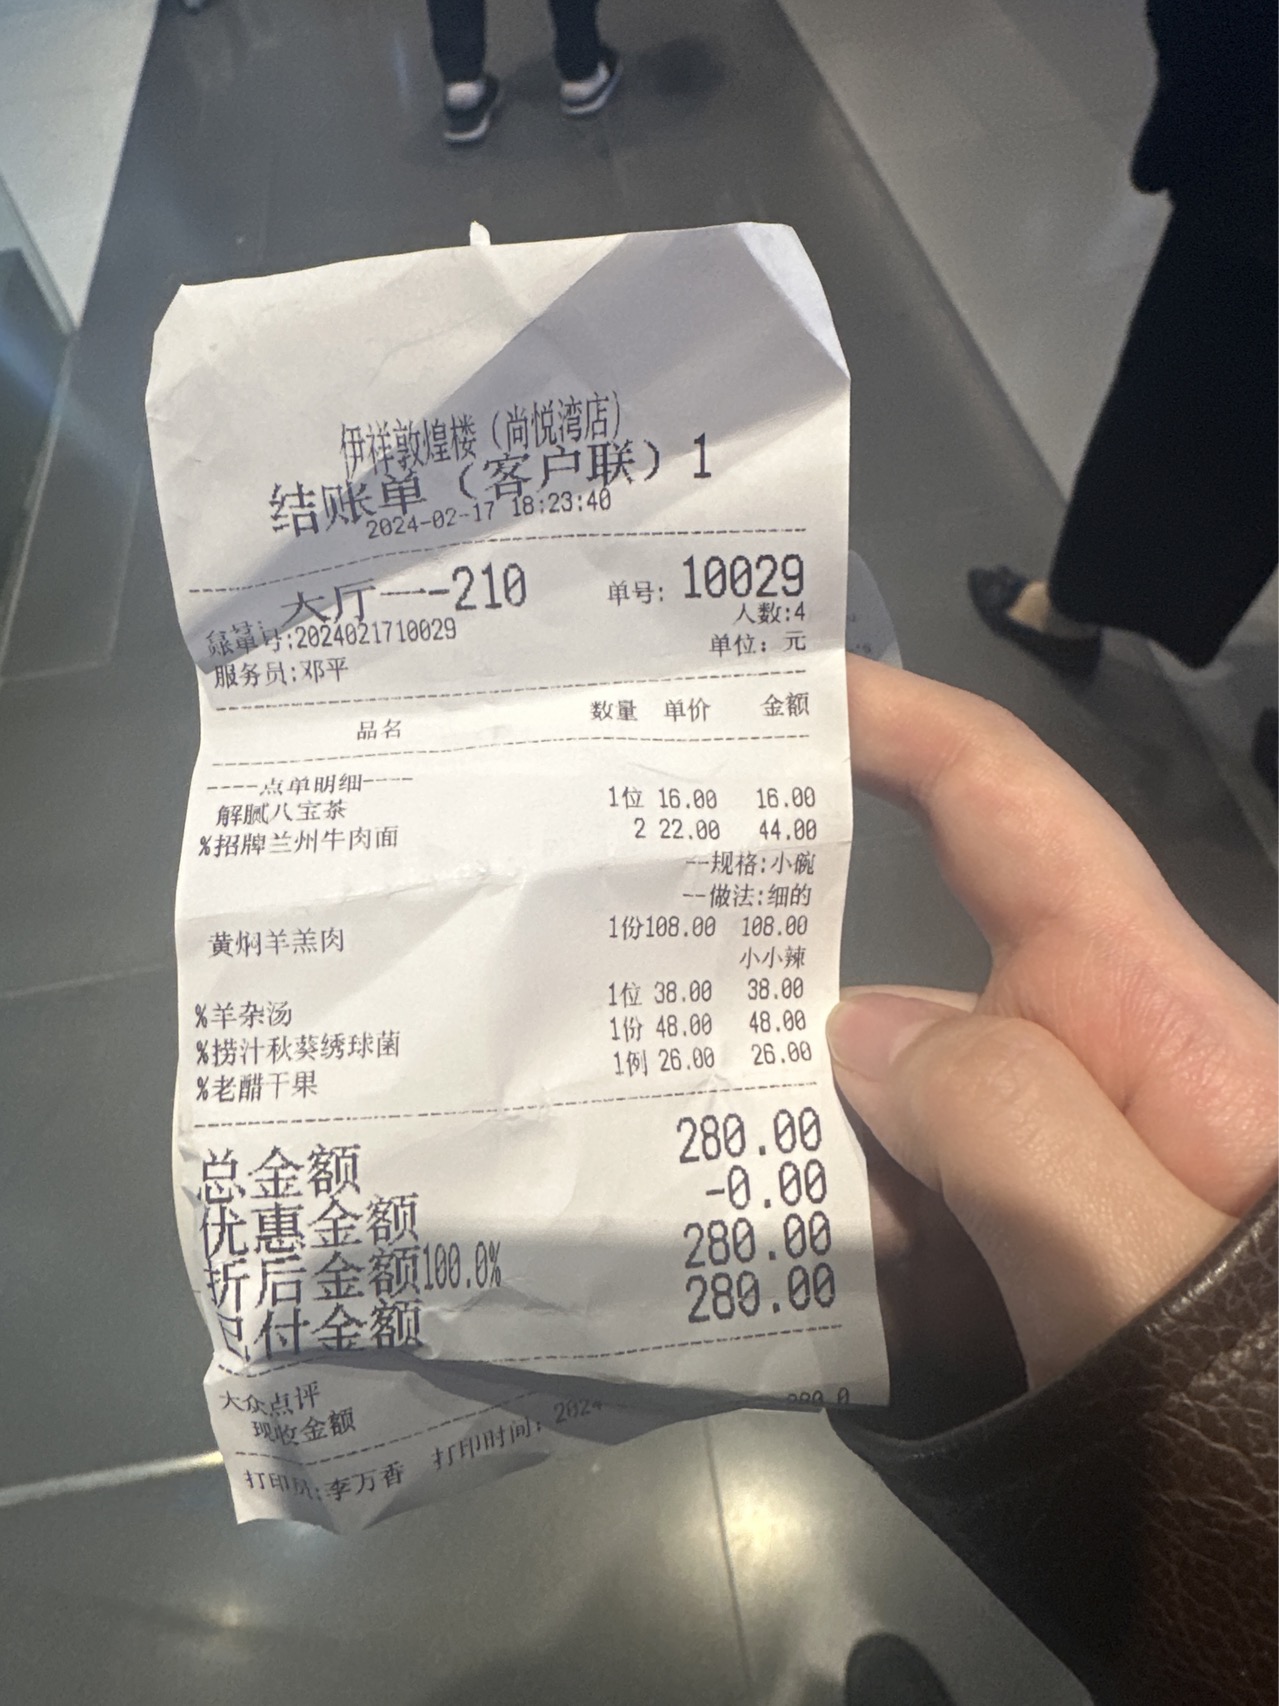 伊祥敦煌楼（尚悦湾店）
结账单（客户联）1
2024-02-17 18:23:40
大厅一-210 单号: 10029
账单号:2024021710029 人数:4
服务员:邓平 单位: 元
品名 数量 单价 金额
----点单明细----
解腻八宝茶 1位 16.00 16.00
%招牌兰州牛肉面 2 22.00 44.00
--规格:小碗
--做法:细的
黄焖羊羔肉 1份108.00 108.00
小小辣
%羊杂汤 1位 38.00 38.00
%捞汁秋葵绣球菌 1份 48.00 48.00
%老醋干果 1例 26.00 26.00
总金额 280.00
优惠金额 -0.00
折后金额100.0% 280.00
已付金额 280.00
大众点评
现收金额
打印员:李万香 打印时间: 2024